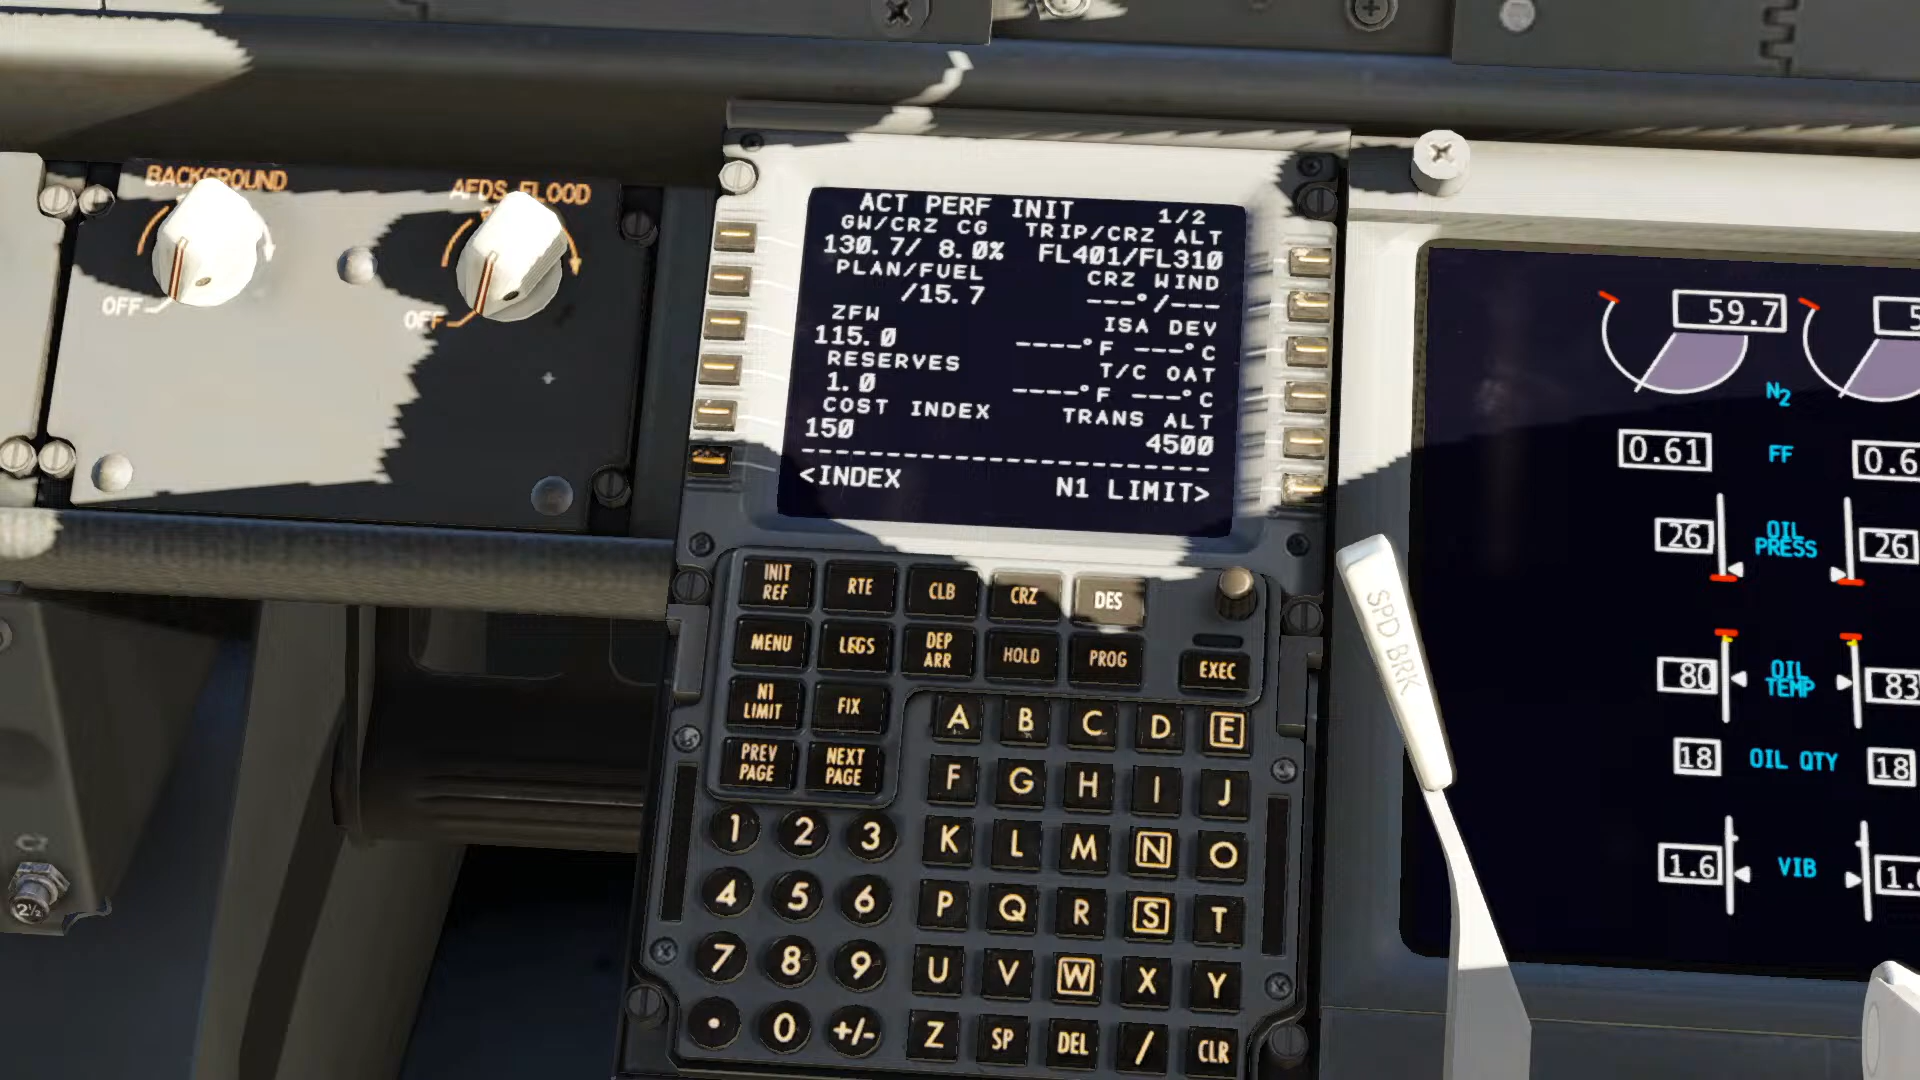 BACKGROUND
OFF
AFDS FLOOD
OFF
ACT PERF INIT 1/2
GW/CRZ CG TRIP/CRZ ALT
130.7/ 8.0% FL401/FL310
PLAN/FUEL CRZ WIND
/15.7 ---°/---
ZFW ISA DEV
115.0 ----°F ---°C
RESERVES T/C OAT
1.0 ----°F ---°C
COST INDEX TRANS ALT
150 4500
------------------------
<INDEX N1 LIMIT>
INIT REF RTE CLB CRZ DES
MENU LEGS DEP ARR HOLD PROG EXEC
N1 LIMIT FIX
PREV PAGE NEXT PAGE
A B C D E
F G H I J
1 2 3 K L M N O
4 5 6 P Q R S T
7 8 9 U V W X Y
. 0 +/- Z SP DEL / CLR
SPD BRK
59.7
N2
0.61 FF
26 OIL PRESS 26
80 OIL TEMP 83
18 OIL QTY 18
1.6 VIB
2½